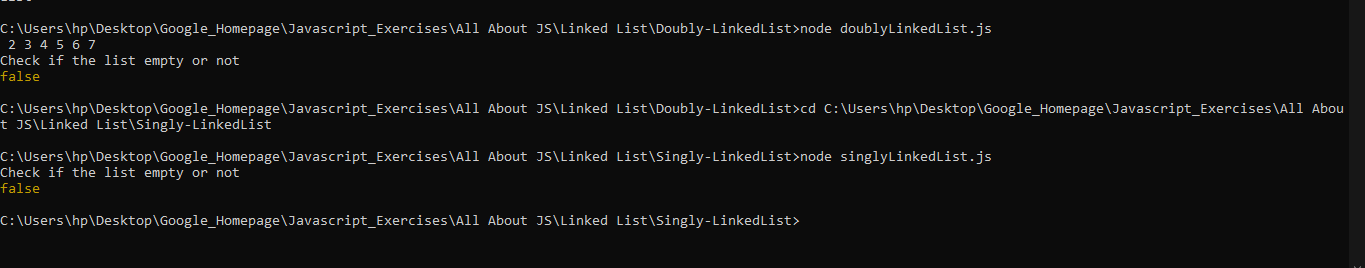 C:\Users\hp\Desktop\Google_Homepage\Javascript_Exercises\All About JS\Linked List\Doubly-LinkedList>node doublyLinkedList.js
 2 3 4 5 6 7
Check if the list empty or not
false
C:\Users\hp\Desktop\Google_Homepage\Javascript_Exercises\All About JS\Linked List\Doubly-LinkedList>cd C:\Users\hp\Desktop\Google_Homepage\Javascript_Exercises\All Abou
t JS\Linked List\Singly-LinkedList
C:\Users\hp\Desktop\Google_Homepage\Javascript_Exercises\All About JS\Linked List\Singly-LinkedList>node singlyLinkedList.js
Check if the list empty or not
false
C:\Users\hp\Desktop\Google_Homepage\Javascript_Exercises\All About JS\Linked List\Singly-LinkedList>